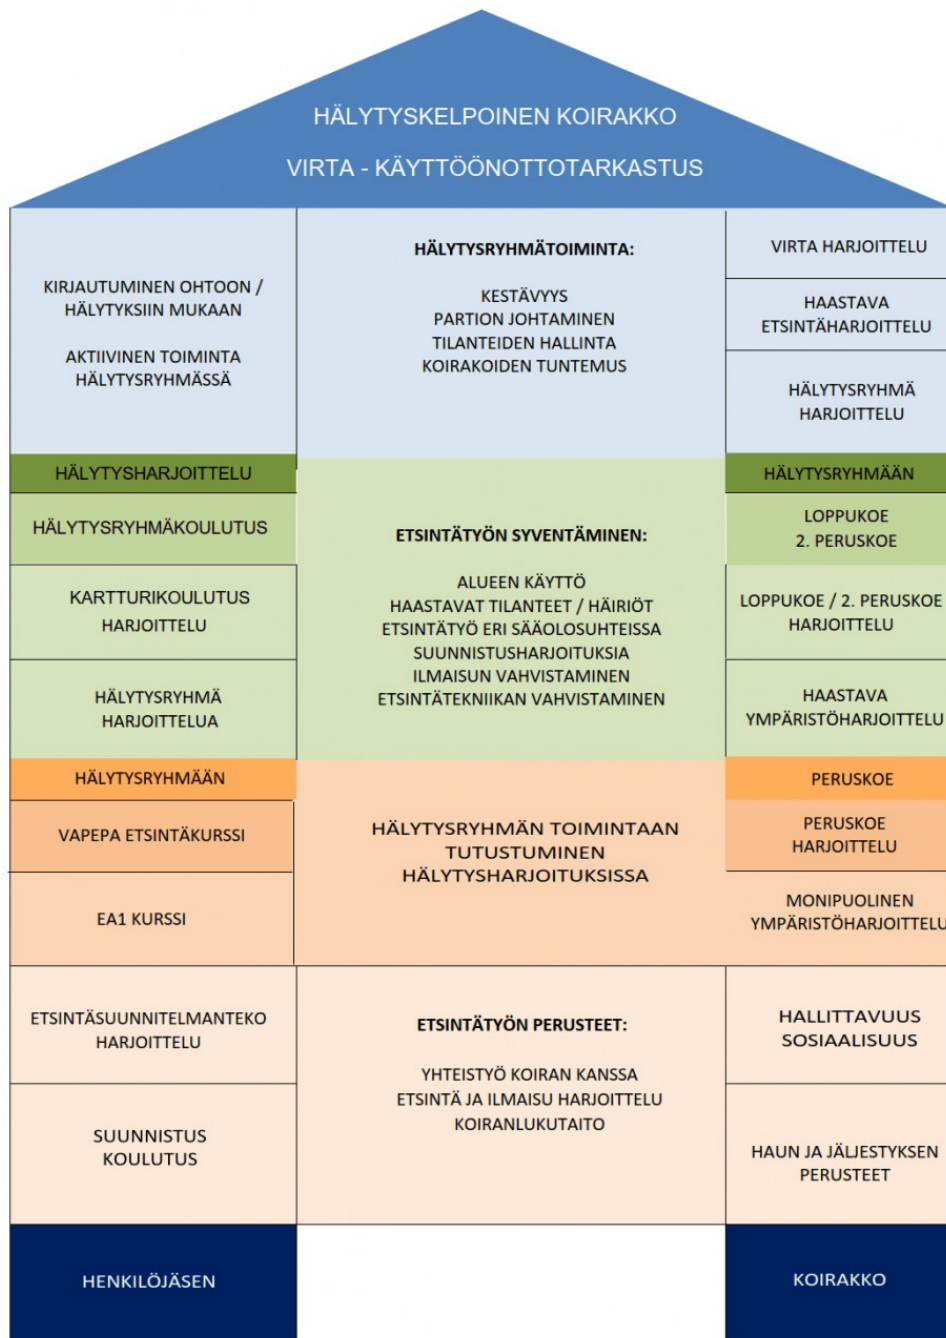 HÄLYTYSKELPOINEN KOIRAKKO
VIRTA - KÄYTTÖÖNOTTOTARKASTUS
KIRJAUTUMINEN OHTOON /
HÄLYTYKSIIN MUKAAN
AKTIIVINEN TOIMINTA
HÄLYTYSRYHMÄSSÄ
HÄLYTYSRYHMÄTOIMINTA:
KESTÄVYYS
PARTION JOHTAMINEN
TILANTEIDEN HALLINTA
KOIRAKOIDEN TUNTEMUS
VIRTA HARJOITTELU
HAASTAVA
ETSINTÄHARJOITTELU
HÄLYTYSRYHMÄ
HARJOITTELU
HÄLYTYSHARJOITTELU
HÄLYTYSRYHMÄKOULUTUS
KARTTURIKOULUTUS
HARJOITTELU
HÄLYTYSRYHMÄ
HARJOITTELUA
ETSINTÄTYÖN SYVENTÄMINEN:
ALUEEN KÄYTTÖ
HAASTAVAT TILANTEET / HÄIRIÖT
ETSINTÄTYÖ ERI SÄÄOLOSUHTEISSA
SUUNNISTUSHARJOITUKSIA
ILMAISUN VAHVISTAMINEN
ETSINTÄTEKNIIKAN VAHVISTAMINEN
HÄLYTYSRYHMÄÄN
LOPPUKOE
2. PERUSKOE
LOPPUKOE / 2. PERUSKOE
HARJOITTELU
HAASTAVA
YMPÄRISTÖHARJOITTELU
HÄLYTYSRYHMÄÄN
VAPEPA ETSINTÄKURSSI
EA1 KURSSI
HÄLYTYSRYHMÄN TOIMINTAAN
TUTUSTUMINEN
HÄLYTYSHARJOITUKSISSA
PERUSKOE
PERUSKOE
HARJOITTELU
MONIPUOLINEN
YMPÄRISTÖHARJOITTELU
ETSINTÄSUUNNITELMANTEKO
HARJOITTELU
SUUNNISTUS
KOULUTUS
ETSINTÄTYÖN PERUSTEET:
YHTEISTYÖ KOIRAN KANSSA
ETSINTÄ JA ILMAISU HARJOITTELU
KOIRANLUKUTAITO
HALLITTAVUUS
SOSIAALISUUS
HAUN JA JÄLJESTYKSEN
PERUSTEET
HENKILÖJÄSEN
KOIRAKKO